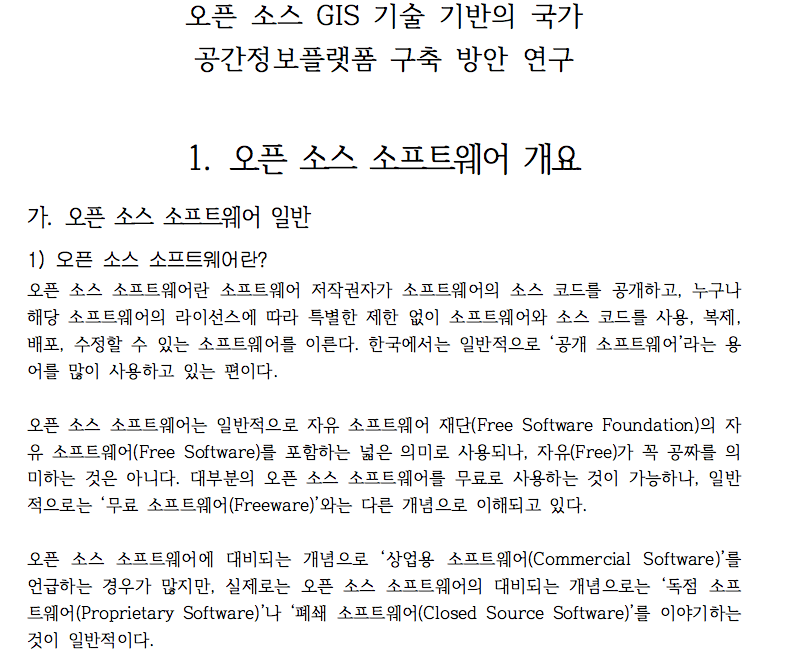 오픈 소스 GIS 기술 기반의 국가
공간정보플랫폼 구축 방안 연구
1. 오픈 소스 소프트웨어 개요
가. 오픈 소스 소프트웨어 일반
1) 오픈 소스 소프트웨어란?
오픈 소스 소프트웨어란 소프트웨어 저작권자가 소프트웨어의 소스 코드를 공개하고, 누구나
해당 소프트웨어의 라이선스에 따라 특별한 제한 없이 소프트웨어와 소스 코드를 사용, 복제,
배포, 수정할 수 있는 소프트웨어를 이른다. 한국에서는 일반적으로 ‘공개 소프트웨어’라는 용
어를 많이 사용하고 있는 편이다.
오픈 소스 소프트웨어는 일반적으로 자유 소프트웨어 재단(Free Software Foundation)의 자
유 소프트웨어(Free Software)를 포함하는 넓은 의미로 사용되나, 자유(Free)가 꼭 공짜를 의
미하는 것은 아니다. 대부분의 오픈 소스 소프트웨어를 무료로 사용하는 것이 가능하나, 일반
적으로는 ‘무료 소프트웨어(Freeware)’와는 다른 개념으로 이해되고 있다.
오픈 소스 소프트웨어에 대비되는 개념으로 ‘상업용 소프트웨어(Commercial Software)’를
언급하는 경우가 많지만, 실제로는 오픈 소스 소프트웨어의 대비되는 개념으로는 ‘독점 소프
트웨어(Proprietary Software)’나 ‘폐쇄 소프트웨어(Closed Source Software)’를 이야기하는
것이 일반적이다.